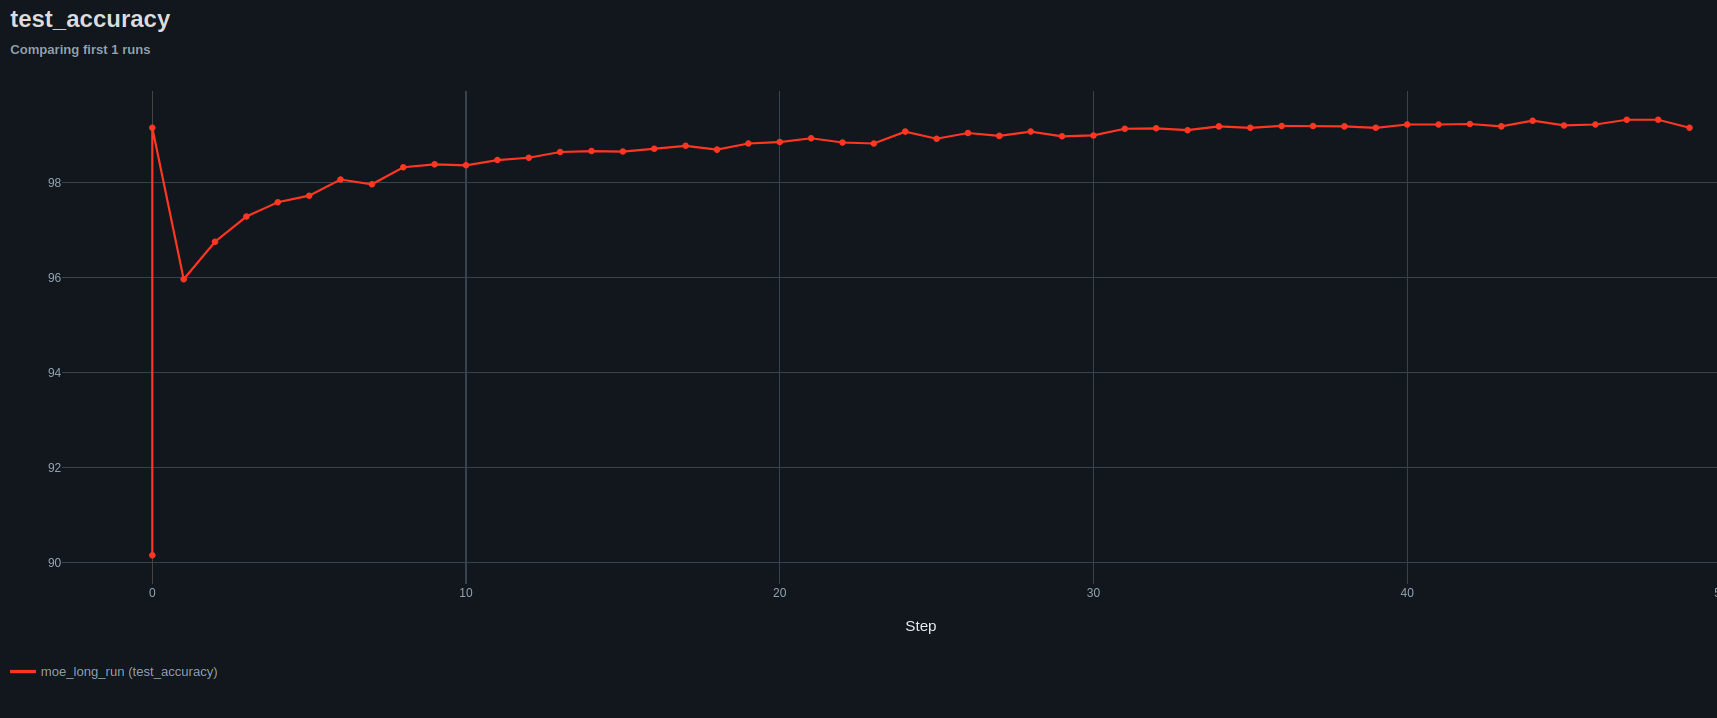 test_accuracy
Comparing first 1 runs
98
96
94
92
90
0
10
20
30
40
Step
moe_long_run (test_accuracy)